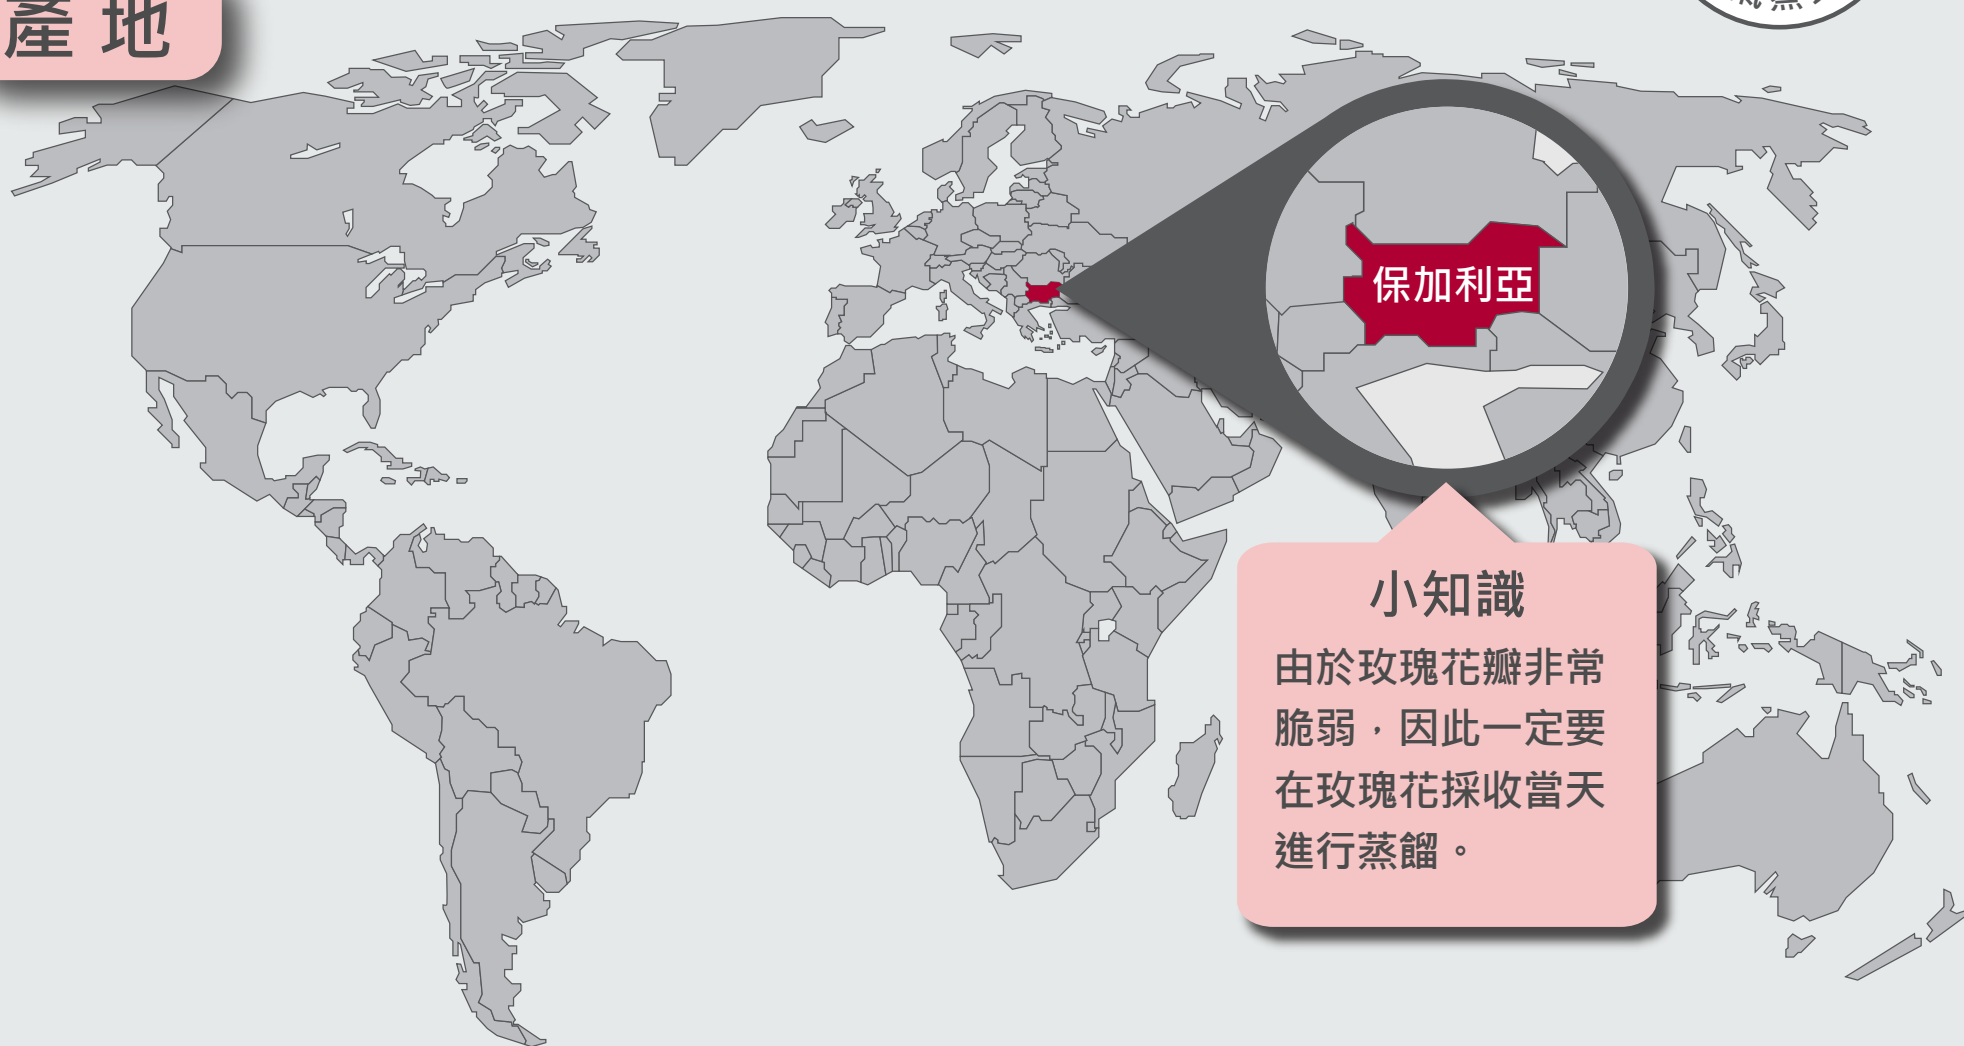 產地
保加利亞
小知識
由於玫瑰花瓣非常
脆弱，因此一定要
在玫瑰花採收當天
進行蒸餾。